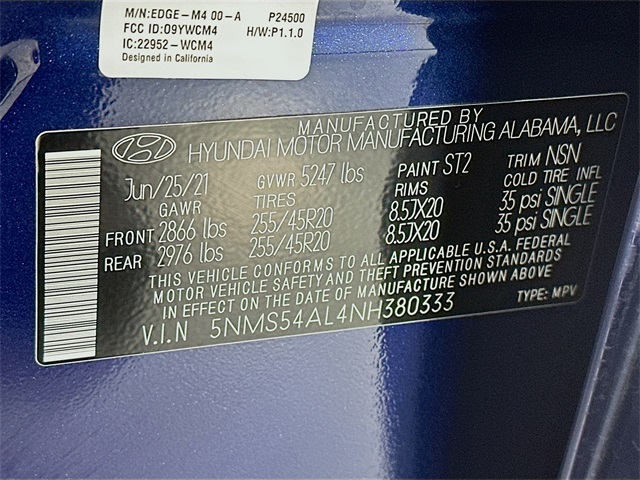 M/N:EDGE-M4 00-A P24500
FCC ID:O9YWCM4 H/W:P1.1.0
IC:22952-WCM4
Designed in California
MANUFACTURED BY
HYUNDAI MOTOR MANUFACTURING ALABAMA, LLC
Jun/25/21 GVWR 5247 lbs PAINT ST2 TRIM NSN
GAWR TIRES RIMS COLD TIRE INFL
FRONT 2866 lbs 255/45R20 8.5JX20 35 psi SINGLE
REAR 2976 lbs 255/45R20 8.5JX20 35 psi SINGLE
THIS VEHICLE CONFORMS TO ALL APPLICABLE U.S.A. FEDERAL
MOTOR VEHICLE SAFETY AND THEFT PREVENTION STANDARDS
IN EFFECT ON THE DATE OF MANUFACTURE SHOWN ABOVE
V.I.N 5NMS54AL4NH380333 TYPE: MPV